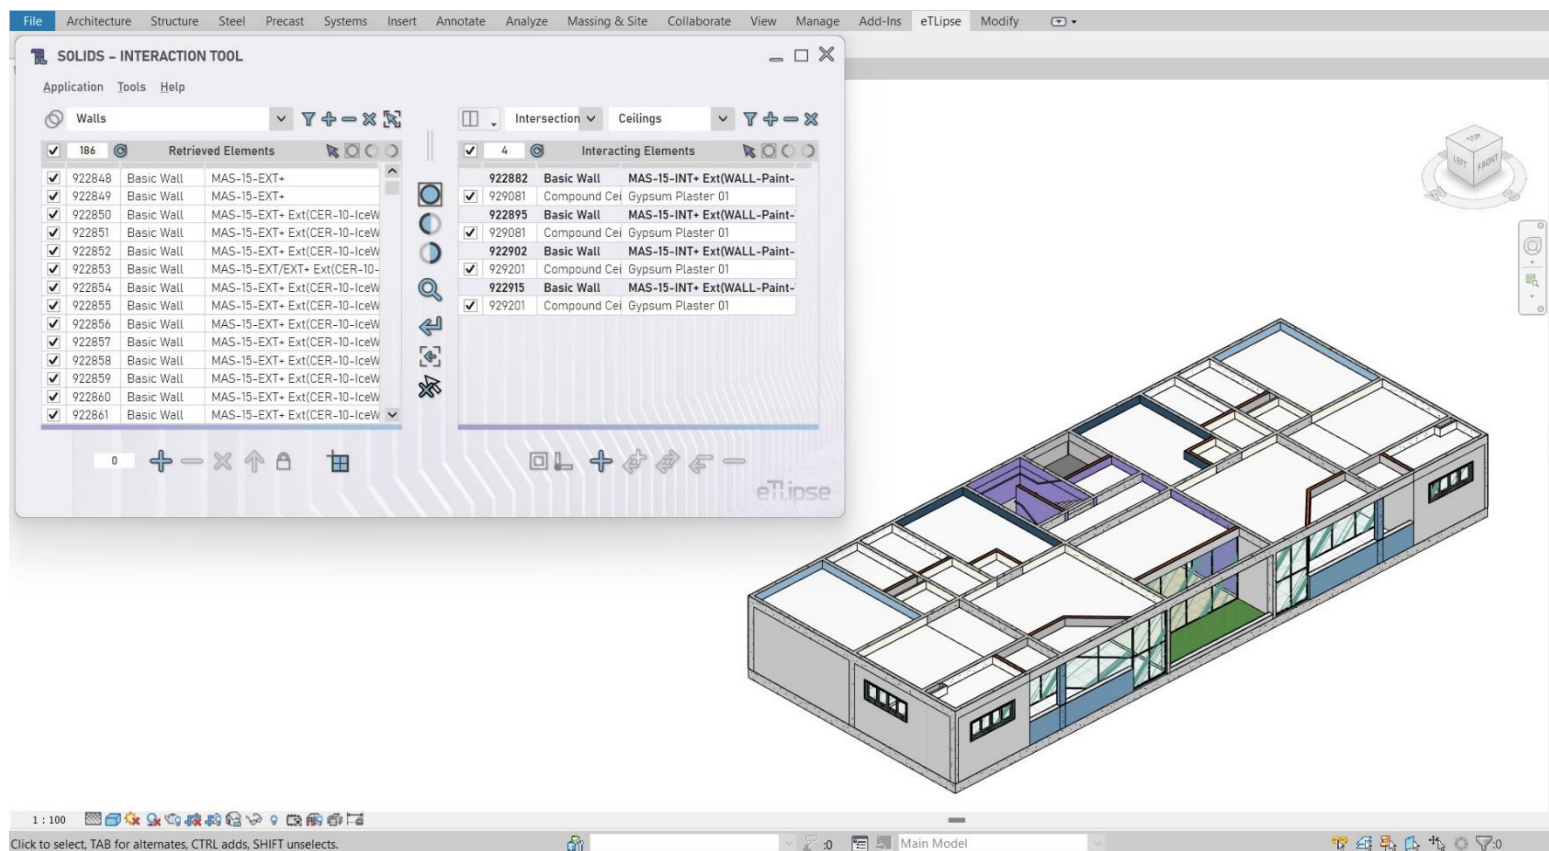 File Architecture Structure Steel Precast Systems Insert Annotate Analyze Massing & Site Collaborate View Manage Add-Ins eTLipse Modify
SOLIDS - INTERACTION TOOL
Application Tools Help
Walls Intersection Ceilings
186 Retrieved Elements 4 Interacting Elements
922848 Basic Wall MAS-15-EXT+
922849 Basic Wall MAS-15-EXT+
922850 Basic Wall MAS-15-EXT+ Ext(CER-10-IceW
922851 Basic Wall MAS-15-EXT+ Ext(CER-10-IceW
922852 Basic Wall MAS-15-EXT+ Ext(CER-10-IceW
922853 Basic Wall MAS-15-EXT/EXT+ Ext(CER-10-
922854 Basic Wall MAS-15-EXT+ Ext(CER-10-IceW
922855 Basic Wall MAS-15-EXT+ Ext(CER-10-IceW
922856 Basic Wall MAS-15-EXT+ Ext(CER-10-IceW
922857 Basic Wall MAS-15-EXT+ Ext(CER-10-IceW
922858 Basic Wall MAS-15-EXT+ Ext(CER-10-IceW
922859 Basic Wall MAS-15-EXT+ Ext(CER-10-IceW
922860 Basic Wall MAS-15-EXT+ Ext(CER-10-IceW
922861 Basic Wall MAS-15-EXT+ Ext(CER-10-IceW
922882 Basic Wall MAS-15-INT+ Ext(WALL-Paint-
929081 Compound Cei Gypsum Plaster 01
922895 Basic Wall MAS-15-INT+ Ext(WALL-Paint-
929081 Compound Cei Gypsum Plaster 01
922902 Basic Wall MAS-15-INT+ Ext(WALL-Paint-
929201 Compound Cei Gypsum Plaster 01
922915 Basic Wall MAS-15-INT+ Ext(WALL-Paint-
929201 Compound Cei Gypsum Plaster 01
0
eTLipse
TOP
LEFT FRONT
1 : 100
Click to select, TAB for alternates, CTRL adds, SHIFT unselects. :0 Main Model :0